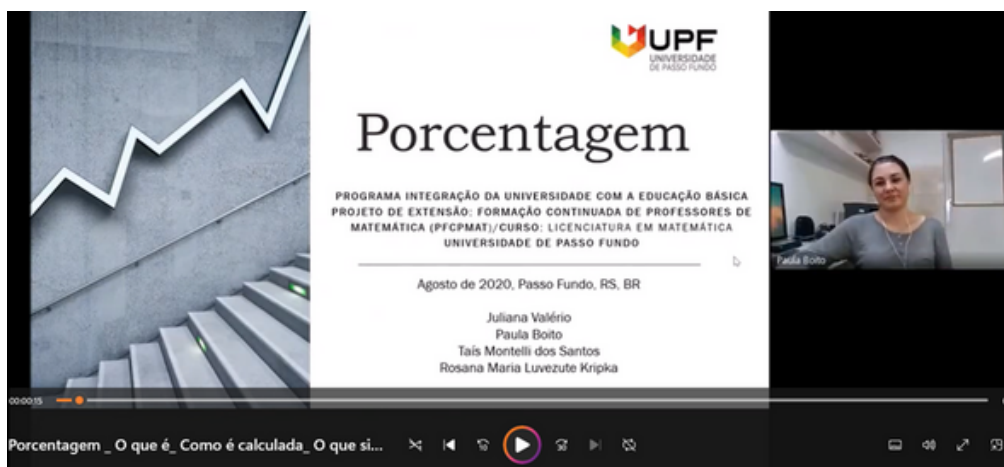 UPF
UNIVERSIDADE
DE PASSO FUNDO
Porcentagem
PROGRAMA INTEGRAÇÃO DA UNIVERSIDADE COM A EDUCAÇÃO BÁSICA
PROJETO DE EXTENSÃO: FORMAÇÃO CONTINUADA DE PROFESSORES DE
MATEMÁTICA (PFCPMAT)/CURSO: LICENCIATURA EM MATEMÁTICA
UNIVERSIDADE DE PASSO FUNDO
Agosto de 2020, Passo Fundo, RS, BR
Juliana Valério
Paula Boito
Taís Montelli dos Santos
Rosana Maria Luvezute Kripka
Paula Boito
00:00:15
Porcentagem _ O que é_ Como é calculada_ O que si...